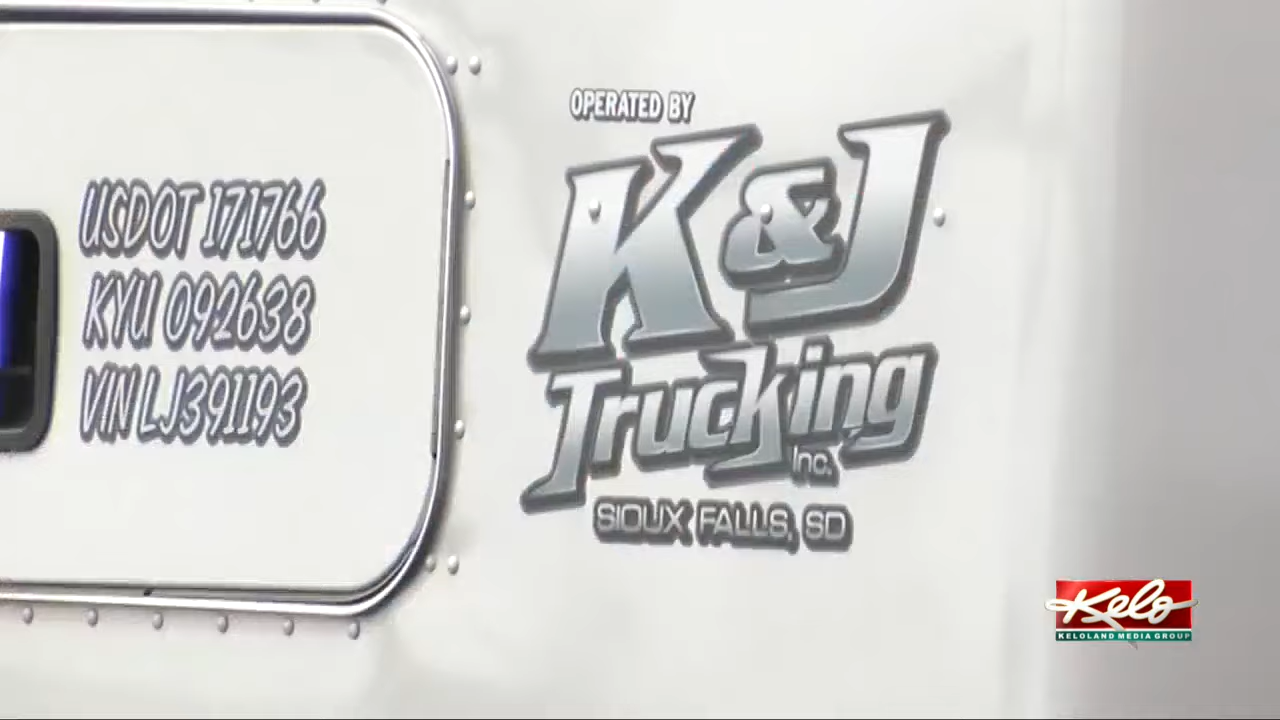 USDOT 171766
KYU 092638
VIN LJ391193
OPERATED BY
K&J
Trucking
Inc.
SIOUX FALLS, SD
Kelo
KELOLAND MEDIA GROUP